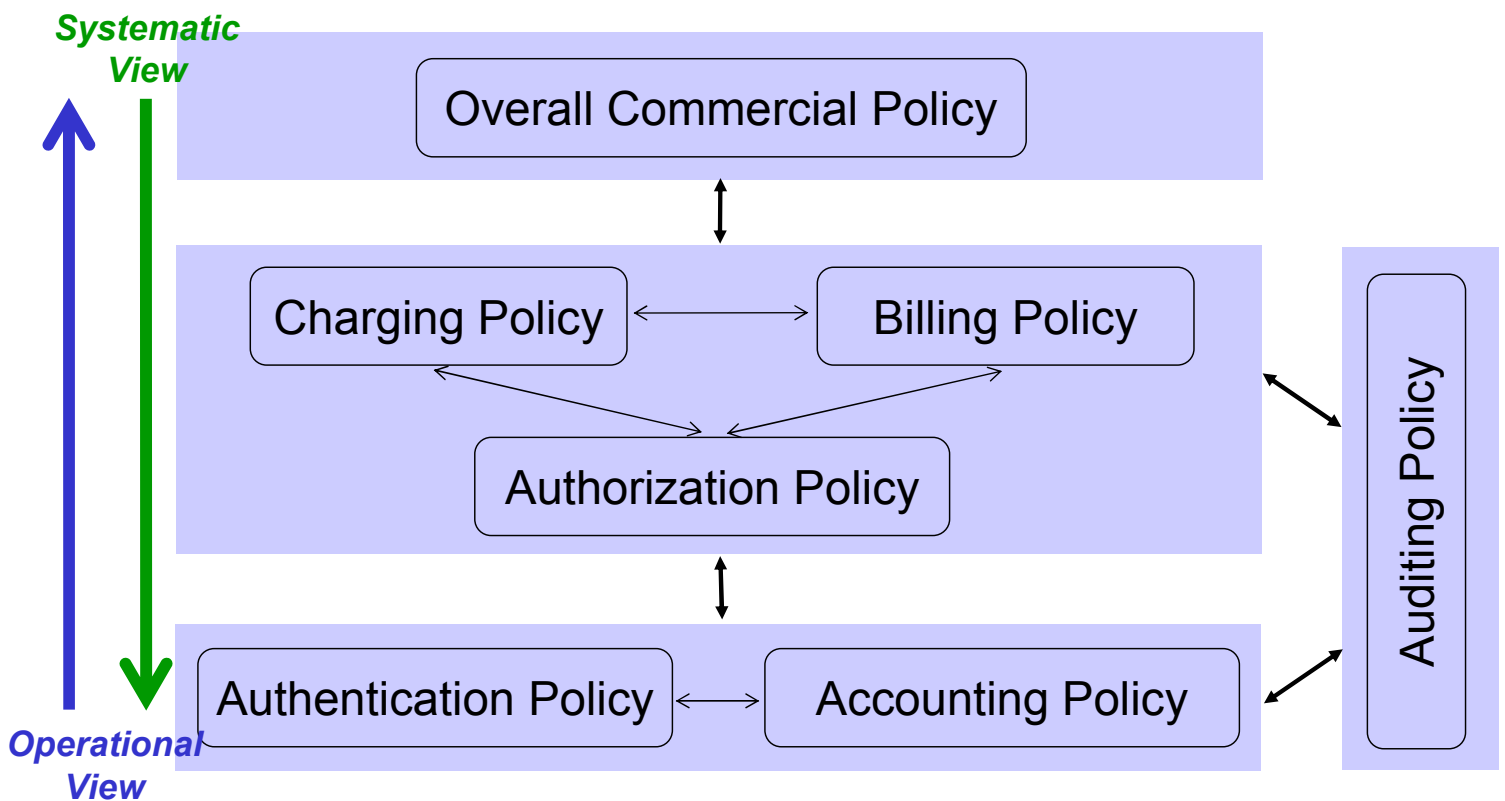 Systematic
View
Overall Commercial Policy
Charging Policy
Billing Policy
Authorization Policy
Auditing Policy
Authentication Policy
Accounting Policy
Operational
View